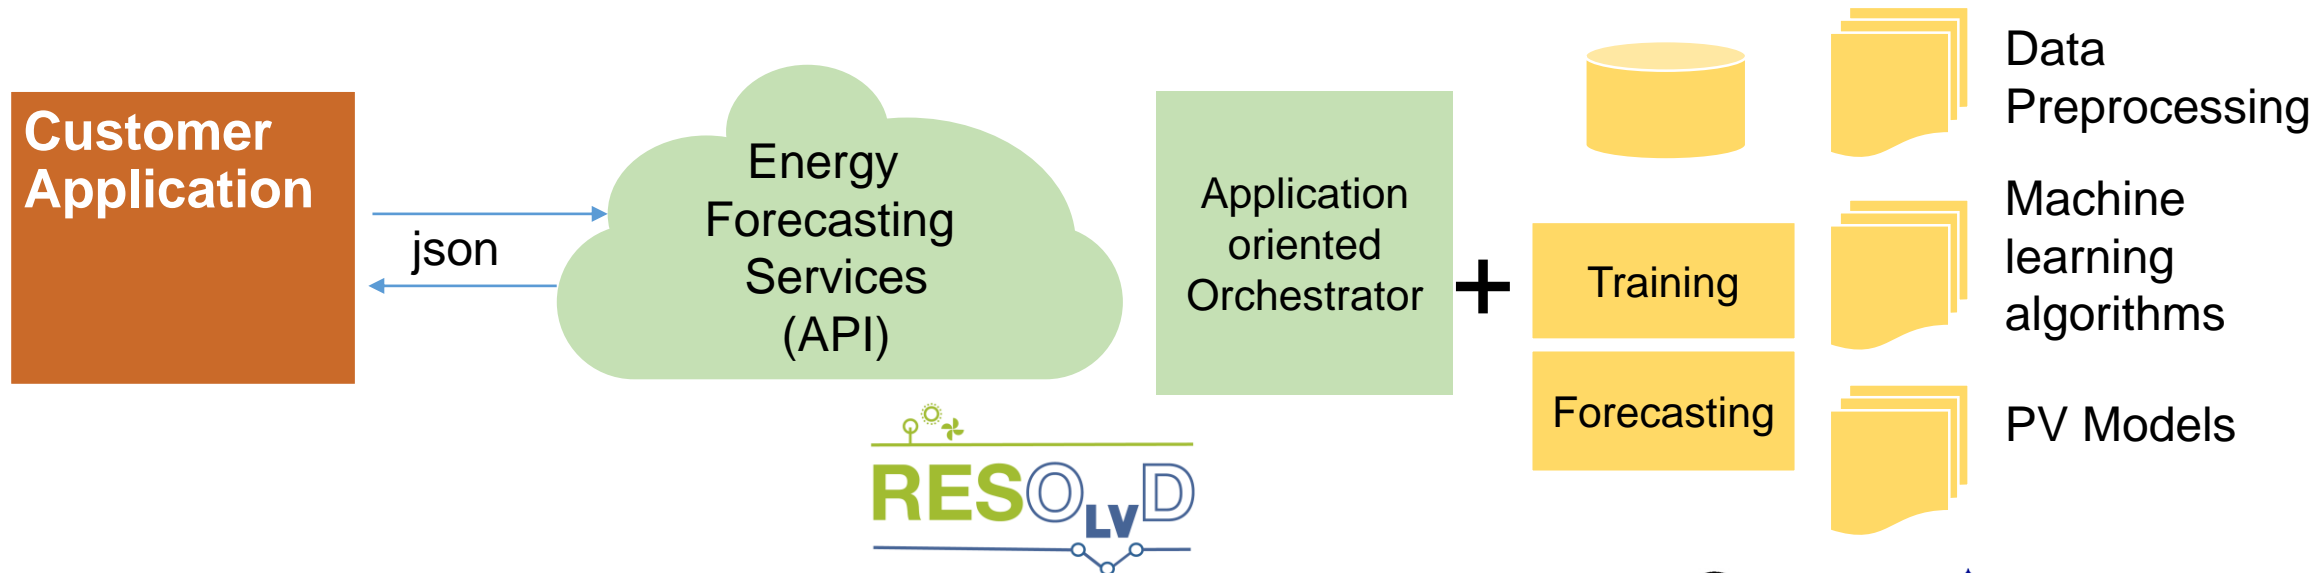 Customer
Application
json
Energy
Forecasting
Services
(API)
RESOLVD
Application
oriented
Orchestrator
+
Training
Forecasting
Data
Preprocessing
Machine
learning
algorithms
PV Models